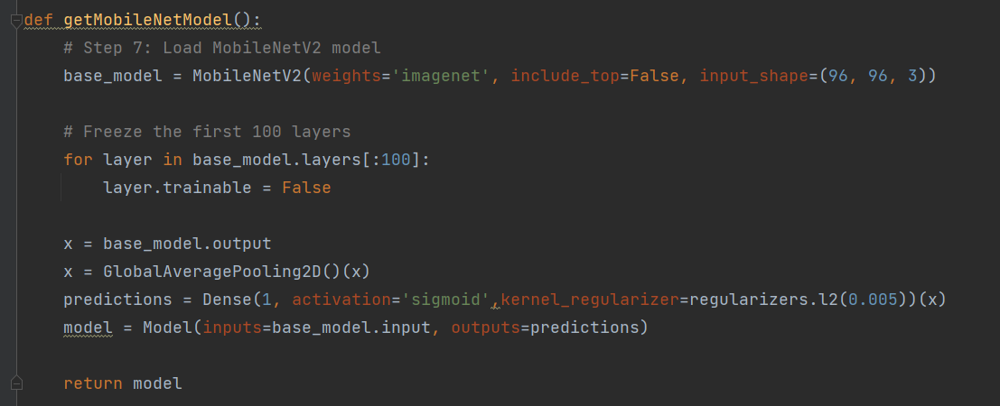 def getMobileNetModel():
    # Step 7: Load MobileNetV2 model
    base_model = MobileNetV2(weights='imagenet', include_top=False, input_shape=(96, 96, 3))
    # Freeze the first 100 layers
    for layer in base_model.layers[:100]:
        layer.trainable = False
    x = base_model.output
    x = GlobalAveragePooling2D()(x)
    predictions = Dense(1, activation='sigmoid',kernel_regularizer=regularizers.l2(0.005))(x)
    model = Model(inputs=base_model.input, outputs=predictions)
    return model